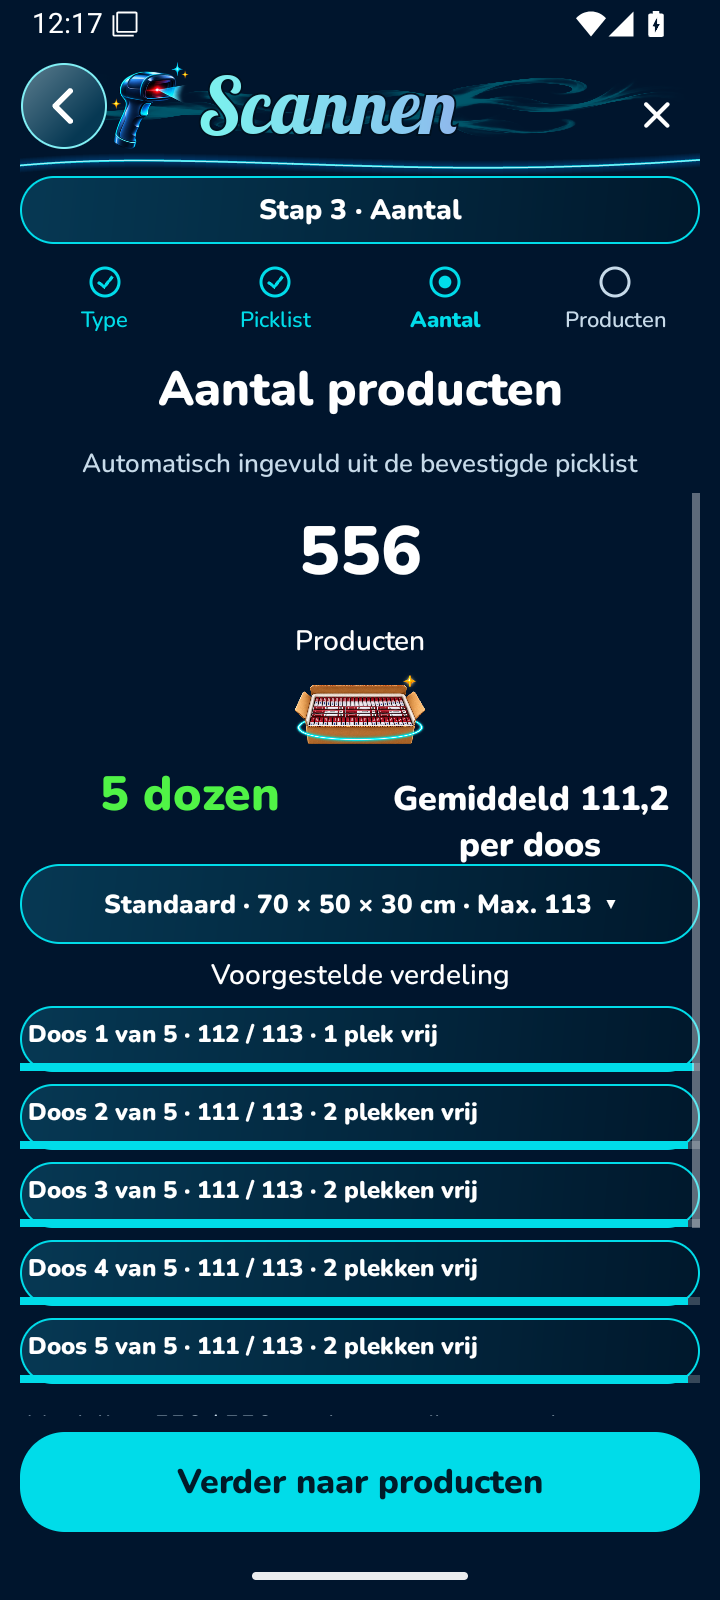 12:17
Scannen
Stap 3 · Aantal
Type
Picklist
Aantal
Producten
Aantal producten
Automatisch ingevuld uit de bevestigde picklist
556
Producten
5 dozen
Gemiddeld 111,2
per doos
Standaard · 70 × 50 × 30 cm · Max. 113 ▼
Voorgestelde verdeling
Doos 1 van 5 · 112 / 113 · 1 plek vrij
Doos 2 van 5 · 111 / 113 · 2 plekken vrij
Doos 3 van 5 · 111 / 113 · 2 plekken vrij
Doos 4 van 5 · 111 / 113 · 2 plekken vrij
Doos 5 van 5 · 111 / 113 · 2 plekken vrij
Verder naar producten